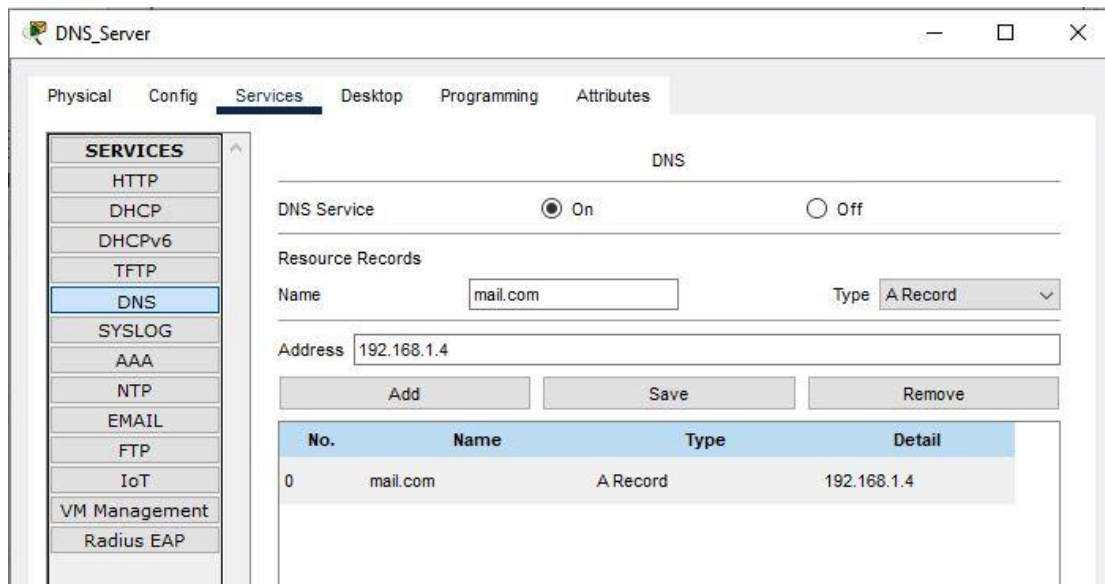 DNS_Server
Physical Config Services Desktop Programming Attributes
SERVICES
HTTP
DHCP
DHCPv6
TFTP
DNS
SYSLOG
AAA
NTP
EMAIL
FTP
IoT
VM Management
Radius EAP
DNS
DNS Service On Off
Resource Records
Name mail.com Type A Record
Address 192.168.1.4
Add Save Remove
No. Name Type Detail
0 mail.com A Record 192.168.1.4